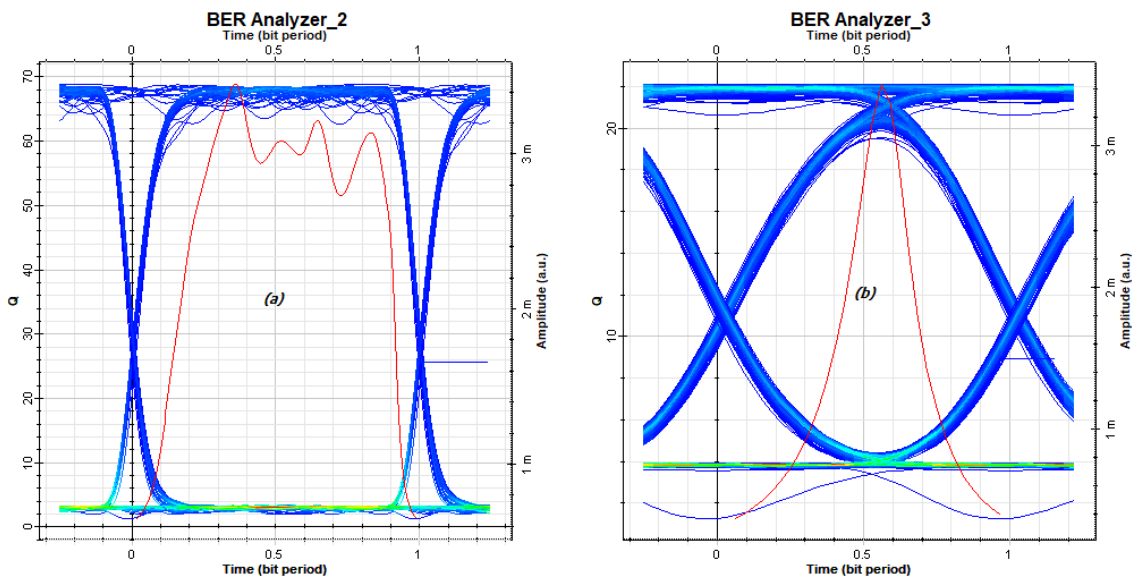 BER Analyzer_2
Time (bit period)
0 0.5 1
70
60
50
40
30
20
10
0
Q
(a)
3 m
2 m
1 m
Amplitude (a.u.)
0 0.5 1
Time (bit period)
BER Analyzer_3
Time (bit period)
0 0.5 1
20
10
Q
(b)
3 m
2 m
1 m
Amplitude (a.u.)
0 0.5 1
Time (bit period)